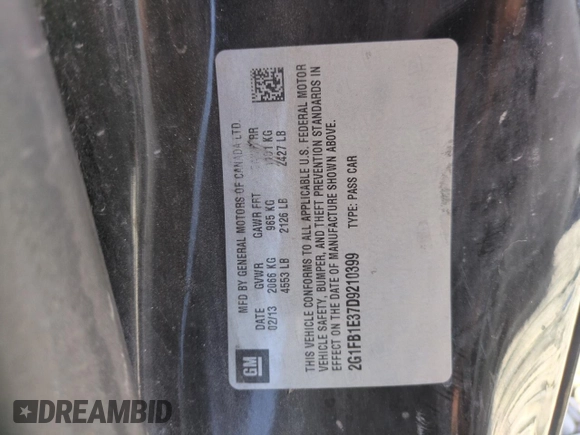 GM
MFD BY GENERAL MOTORS OF CANADA LTD.
DATE GVWR GAWR FRT RR
02/13 2066 KG 965 KG KG
4553 LB 2126 LB 2427 LB
THIS VEHICLE CONFORMS TO ALL APPLICABLE U.S. FEDERAL MOTOR
VEHICLE SAFETY, BUMPER, AND THEFT PREVENTION STANDARDS IN
EFFECT ON THE DATE OF MANUFACTURE SHOWN ABOVE.
2G1FB1E37D9210399 TYPE: PASS CAR
DREAMBID